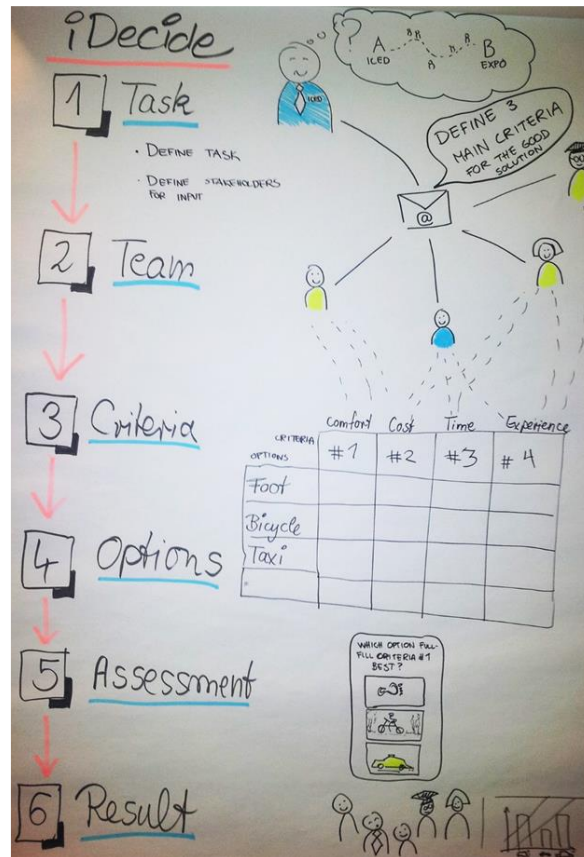 iDecide
1 Task
• DEFINE TASK
• DEFINE STAKEHOLDERS
FOR INPUT
?
A B
ICED EXPO
ICED
DEFINE 3
MAIN CRITERIA
FOR THE GOOD
SOLUTION
@
2 Team
3 Criteria
Comfort Cost Time Experience
CRITERIA
OPTIONS
#1 #2 #3 #4
Foot
Bicycle
Taxi
4 Options
5 Assessment
WHICH OPTION FULL-
FILL CRITERIA #1
BEST?
6 Result